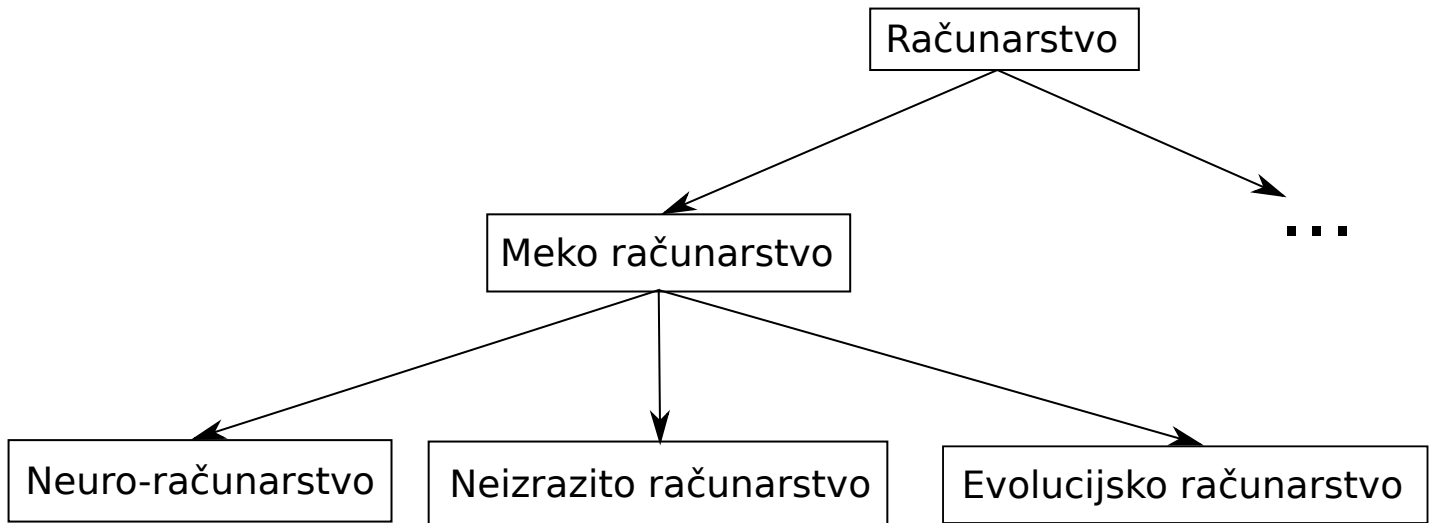 Računarstvo
Meko računarstvo
...
Neuro-računarstvo
Neizrazito računarstvo
Evolucijsko računarstvo